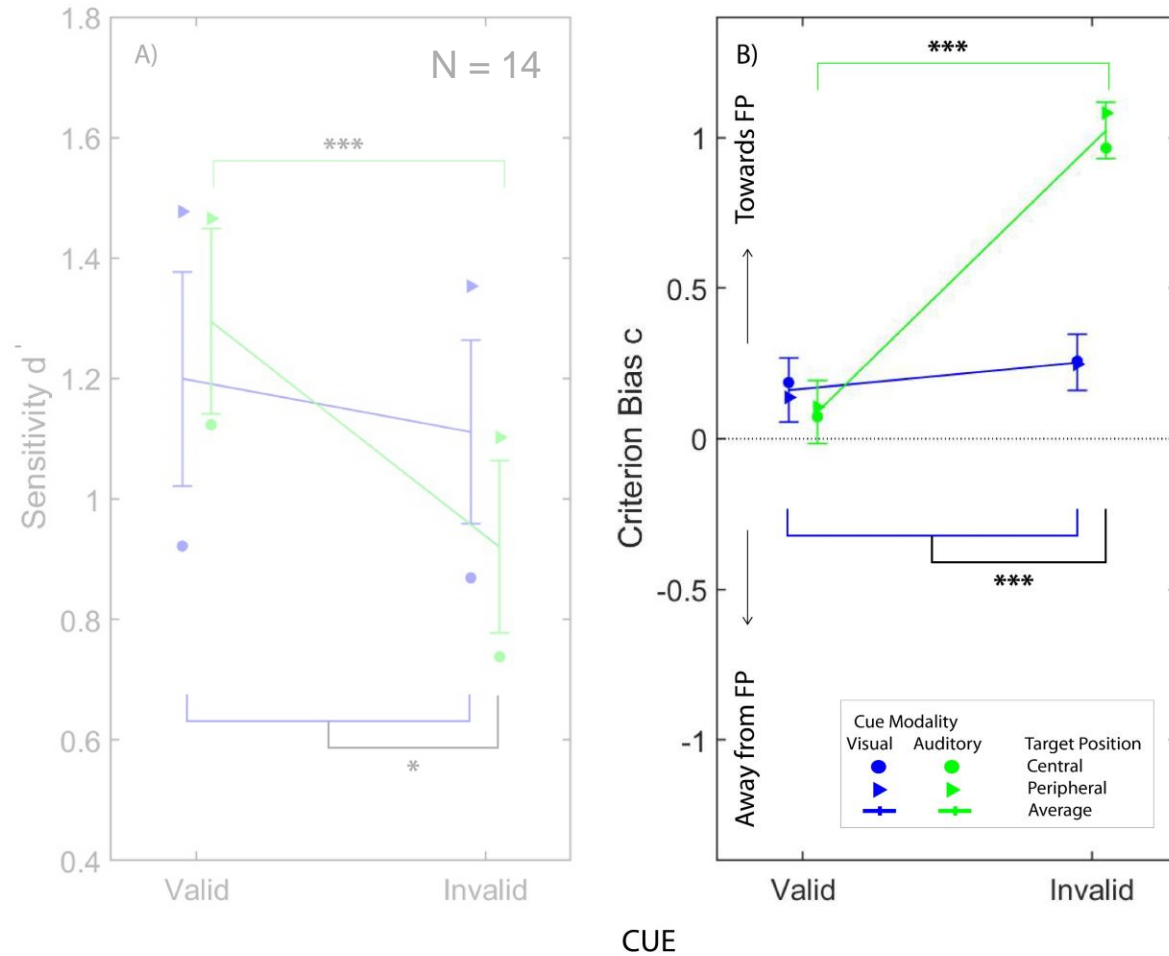 A)
N = 14
***
1.8
1.6
1.4
1.2
1
0.8
0.6
0.4
Sensitivity d '
*
Valid
Invalid
B)
***
Towards FP
1
0.5
0
-0.5
-1
Criterion Bias c
***
Away from FP
Cue Modality
Visual Auditory Target Position
Central
Peripheral
Average
Valid
Invalid
CUE